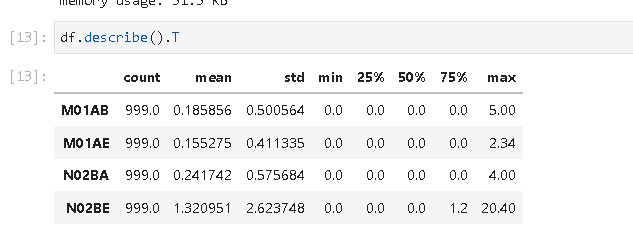 memory usage: 31.3 KB
[13]: df.describe().T
[13]: count mean std min 25% 50% 75% max
M01AB 999.0 0.185856 0.500564 0.0 0.0 0.0 0.0 5.00
M01AE 999.0 0.155275 0.411335 0.0 0.0 0.0 0.0 2.34
N02BA 999.0 0.241742 0.575684 0.0 0.0 0.0 0.0 4.00
N02BE 999.0 1.320951 2.623748 0.0 0.0 0.0 1.2 20.40